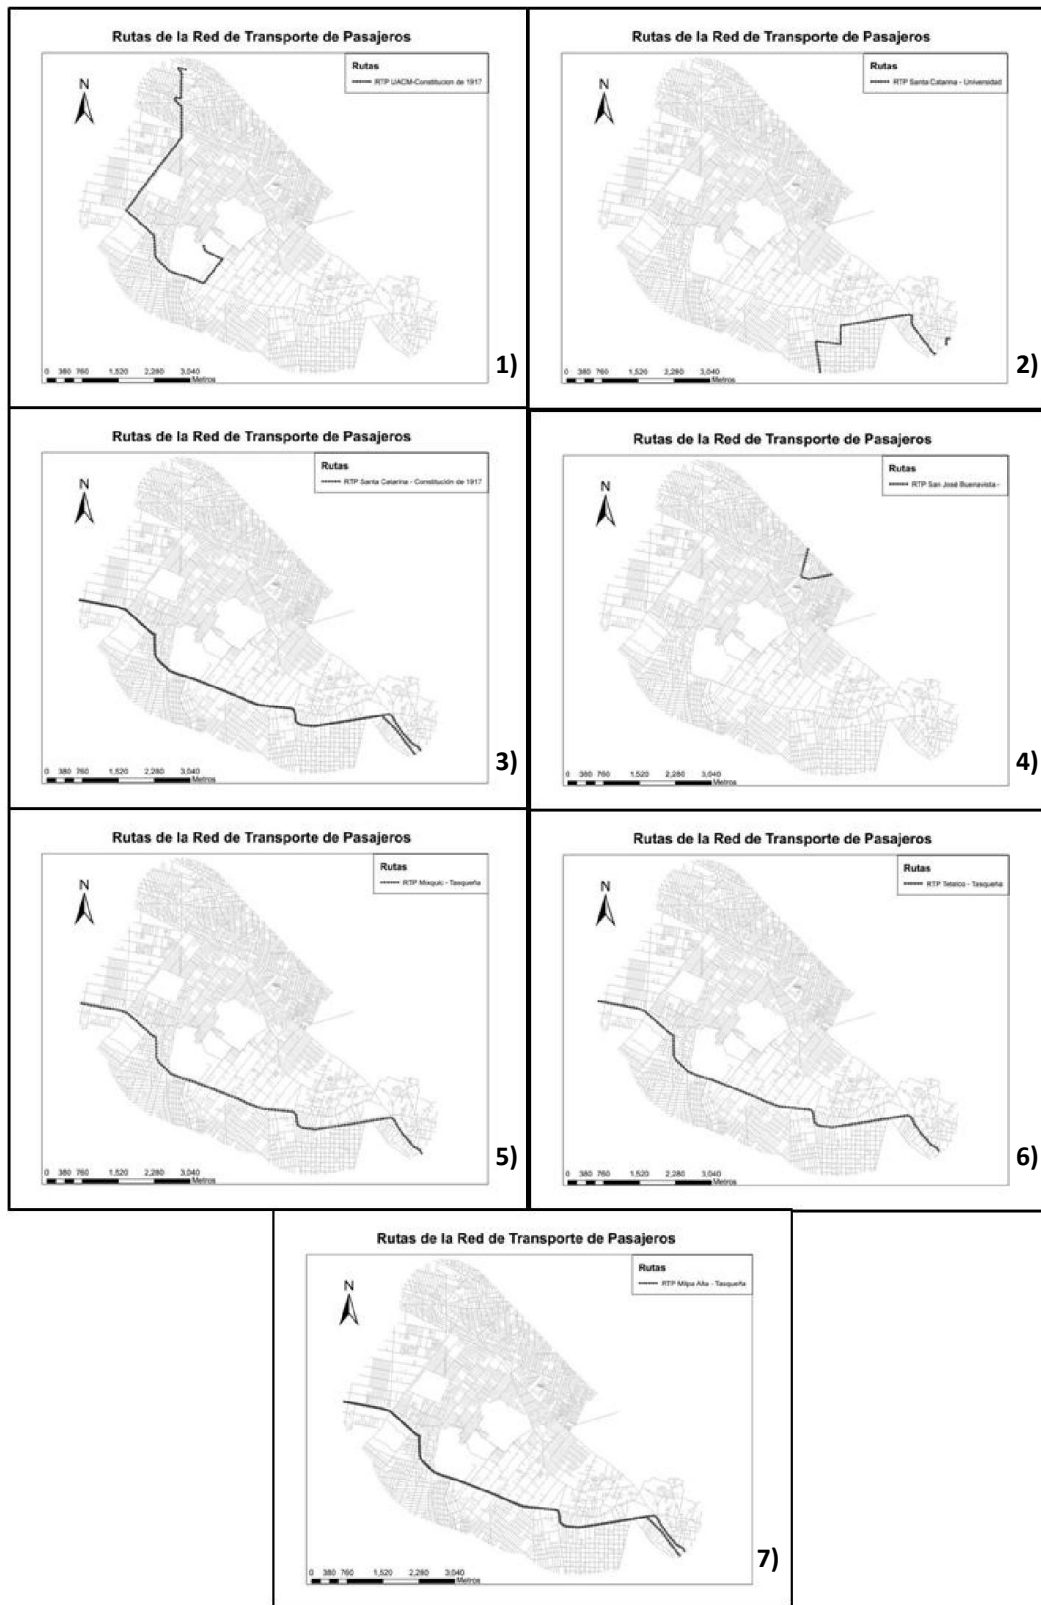 Rutas de la Red de Transporte de Pasajeros
Rutas
RTP UACM-Constitucion de 1917
N
0 380 760 1,520 2,280 3,040
Metros
1)
Rutas de la Red de Transporte de Pasajeros
Rutas
RTP Santa Catarina - Universidad
N
0 380 760 1,520 2,280 3,040
Metros
2)
Rutas de la Red de Transporte de Pasajeros
Rutas
RTP Santa Catarina - Constitución de 1917
N
0 380 760 1,520 2,280 3,040
Metros
3)
Rutas de la Red de Transporte de Pasajeros
Rutas
RTP San José Buenavista -
N
0 380 760 1,520 2,280 3,040
Metros
4)
Rutas de la Red de Transporte de Pasajeros
Rutas
RTP Mixquic - Tasqueña
N
0 380 760 1,520 2,280 3,040
Metros
5)
Rutas de la Red de Transporte de Pasajeros
Rutas
RTP Tetelco - Tasqueña
N
0 380 760 1,520 2,280 3,040
Metros
6)
Rutas de la Red de Transporte de Pasajeros
Rutas
RTP Milpa Alta - Tasqueña
N
0 380 760 1,520 2,280 3,040
Metros
7)